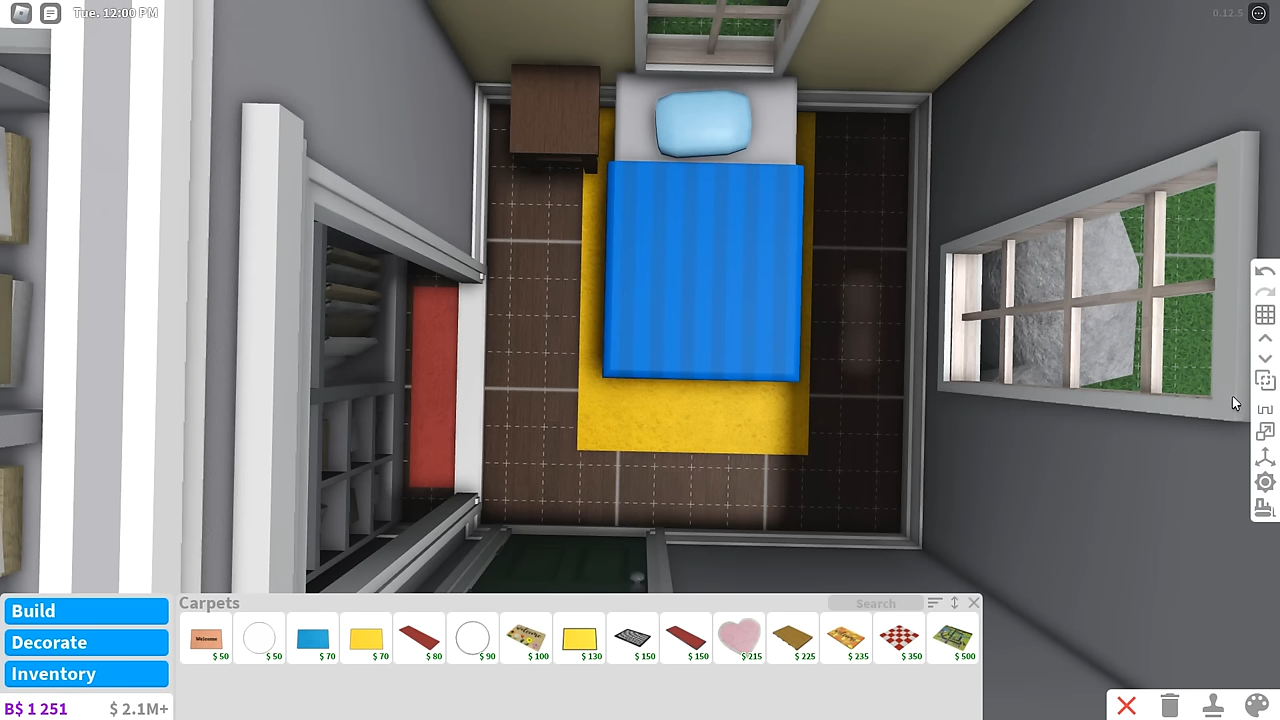 Tue. 12:00 PM
0.12.5
Build
Decorate
Inventory
B$ 1 251
$ 2.1M+
Carpets
Search
Welcome
$ 50
$ 50
$ 70
$ 70
$ 80
$ 90
$ 100
$ 130
$ 150
$ 150
$ 215
$ 225
$ 235
$ 350
$ 500